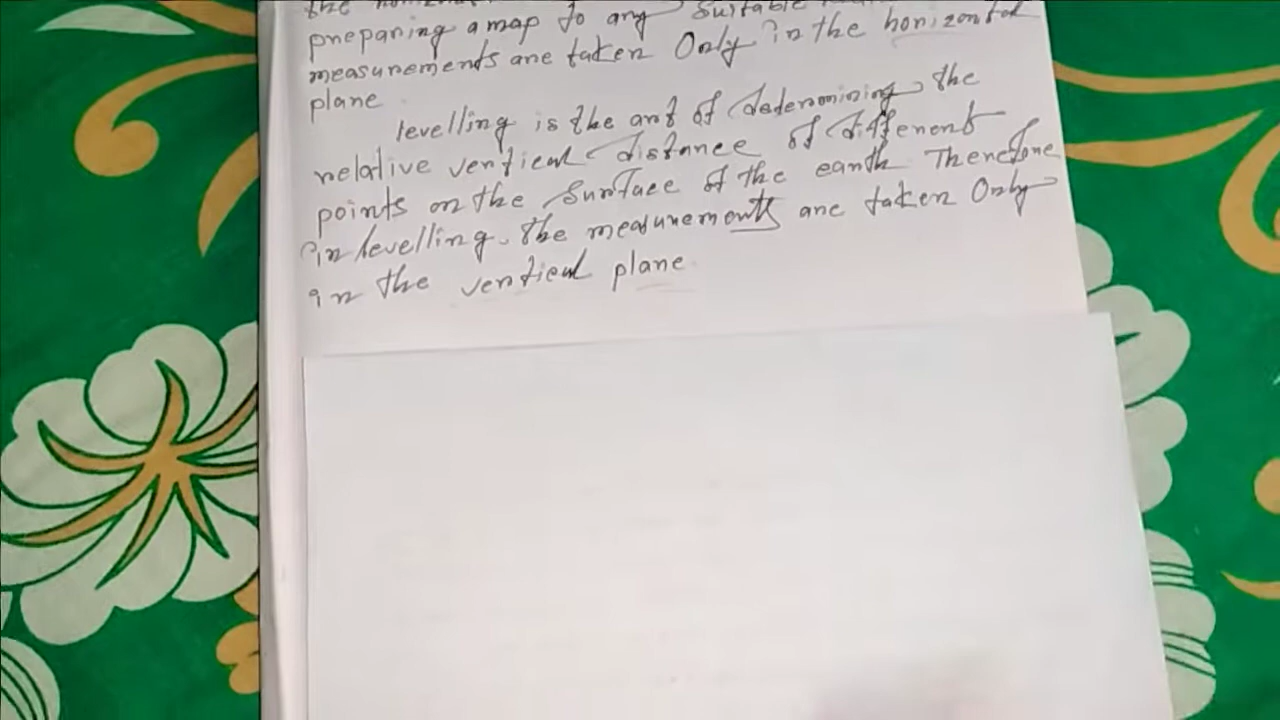 the
preparing a map to any suitable
measurements are taken Only in the horizontal
plane
levelling is the art of determining the
relative vertical distance of different
points on the surface of the earth. Therefore
in levelling, the measurements are taken Only
in the vertical plane.